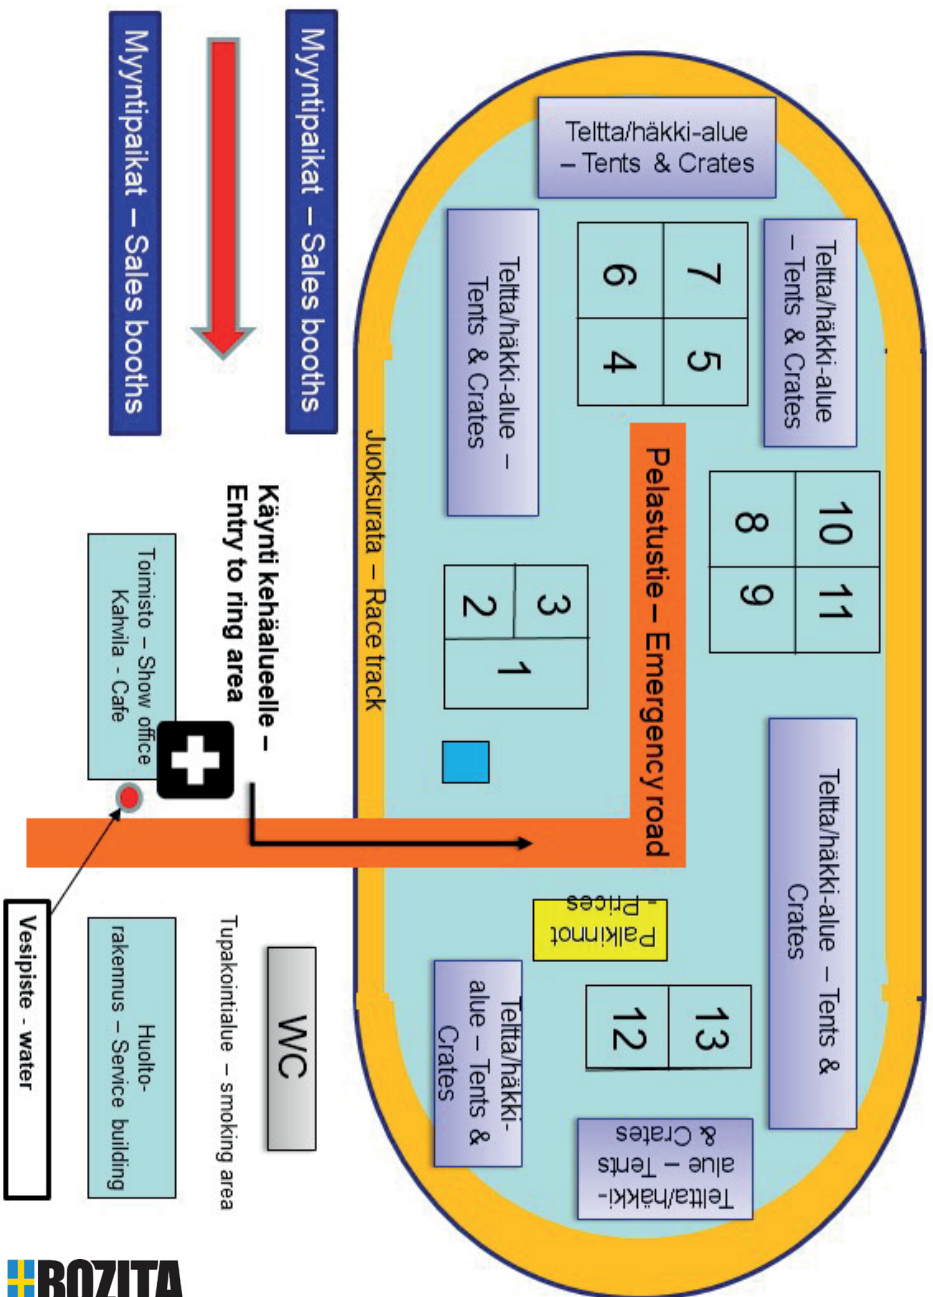 Myyntipaikat – Sales booths
Myyntipaikat – Sales booths
Teltta/häkki-alue
– Tents & Crates
Teltta/häkki-alue
– Tents & Crates
Teltta/häkki-alue –
Tents & Crates
7
6
5
4
10
11
8
9
3
2
1
Pelastustie – Emergency road
Juoksurata – Race track
Käynti kehäalueelle –
Entry to ring area
Toimisto – Show office
Kahvila - Cafe
Teltta/häkki-alue – Tents &
Crates
Palkinnot
- Prices
13
12
Teltta/häkki-
alue – Tents &
Crates
Teltta/häkki-
alue – Tents
& Crates
WC
Tupakointialue – smoking area
Huolto-
rakennus – Service building
Vesipiste - water
BOZITA